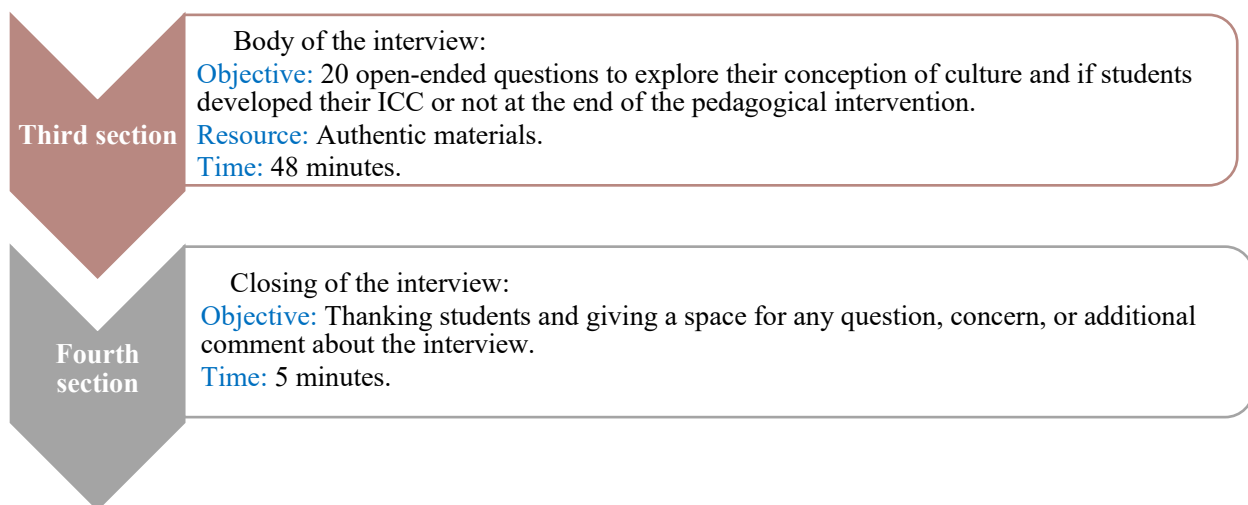 Third section
Body of the interview:
Objective: 20 open-ended questions to explore their conception of culture and if students
developed their ICC or not at the end of the pedagogical intervention.
Resource: Authentic materials.
Time: 48 minutes.
Fourth
section
Closing of the interview:
Objective: Thanking students and giving a space for any question, concern, or additional
comment about the interview.
Time: 5 minutes.